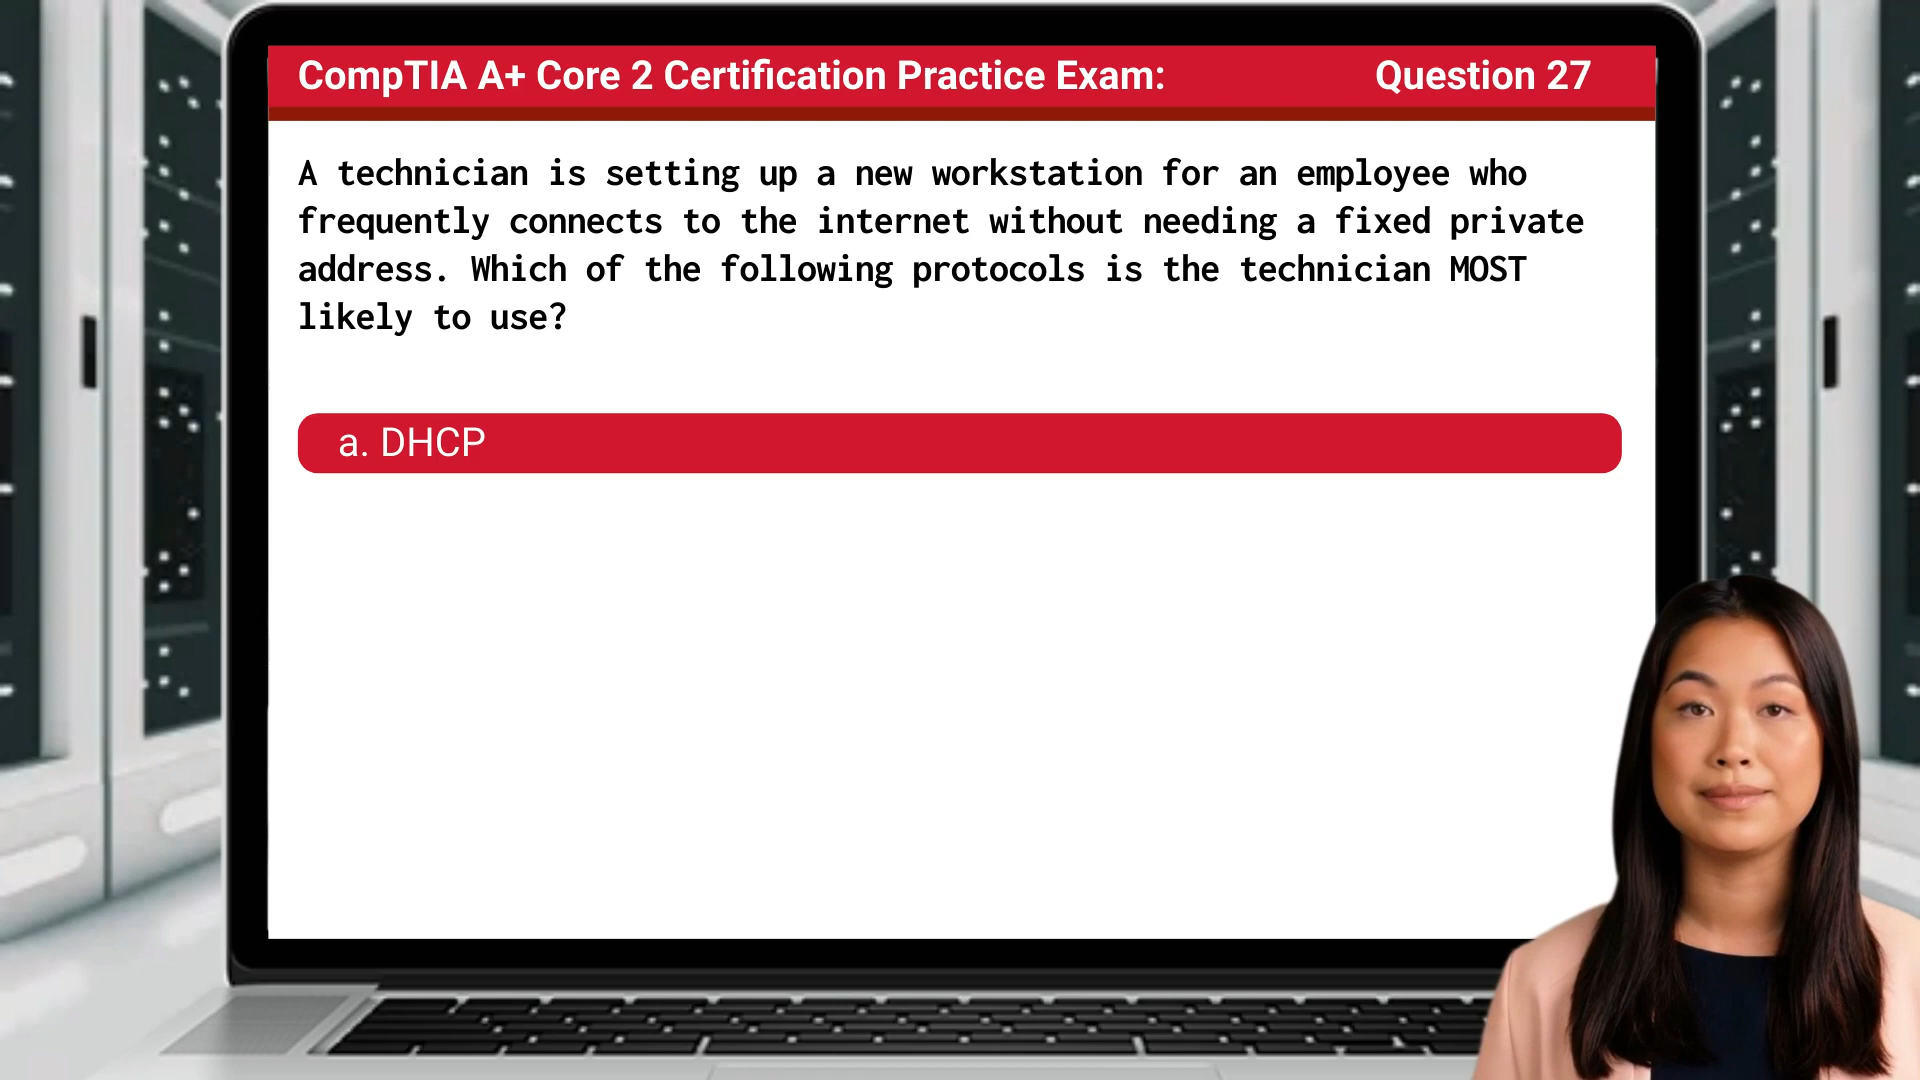 CompTIA A+ Core 2 Certification Practice Exam: Question 27
A technician is setting up a new workstation for an employee who
frequently connects to the internet without needing a fixed private
address. Which of the following protocols is the technician MOST
likely to use?
a. DHCP